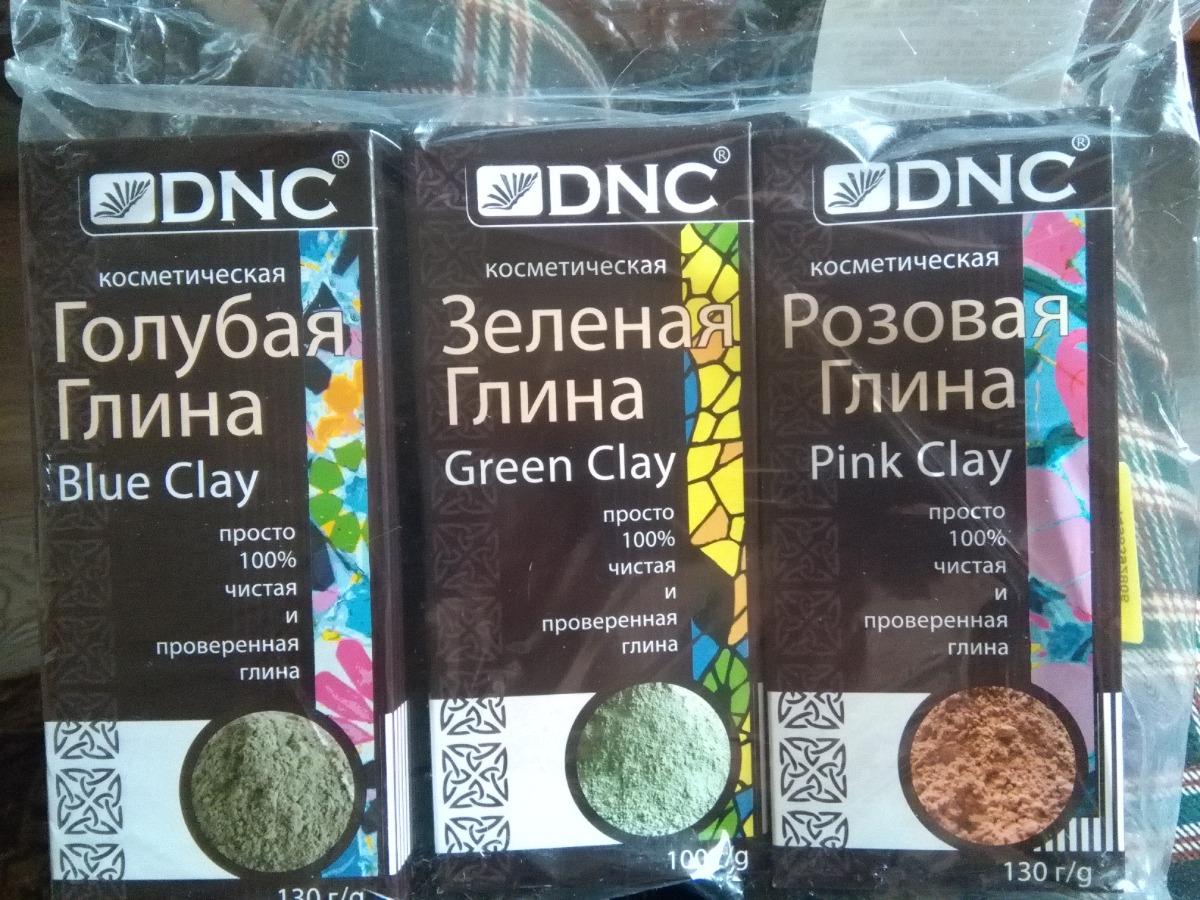 DNC®
косметическая
Голубая
Глина
Blue Clay
просто
100%
чистая
и
проверенная
глина
130 г/g
DNC®
косметическая
Зеленая
Глина
Green Clay
просто
100%
чистая
и
проверенная
глина
100 г/g
DNC®
косметическая
Розовая
Глина
Pink Clay
просто
100%
чистая
и
проверенная
глина
130 г/g